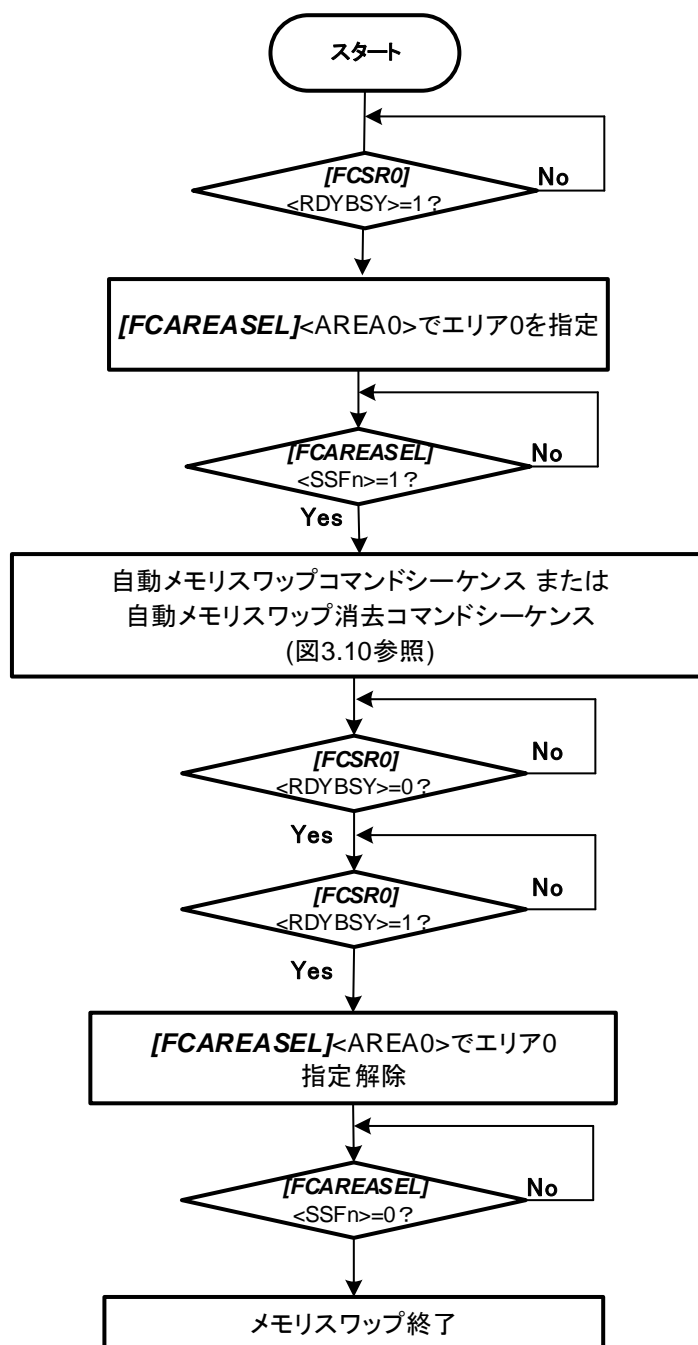 スタート
[FCSR0]
<RDYBSY>=1?
No
[FCAREASEL]<AREA0>でエリア0を指定
[FCAREASEL]
<SSFn>=1?
No
Yes
自動メモリスワップコマンドシーケンス または
自動メモリスワップ消去コマンドシーケンス
(図3.10参照)
[FCSR0]
<RDYBSY>=0?
No
Yes
[FCSR0]
<RDYBSY>=1?
No
Yes
[FCAREASEL]<AREA0>でエリア0
指定解除
[FCAREASEL]
<SSFn>=0?
No
メモリスワップ終了